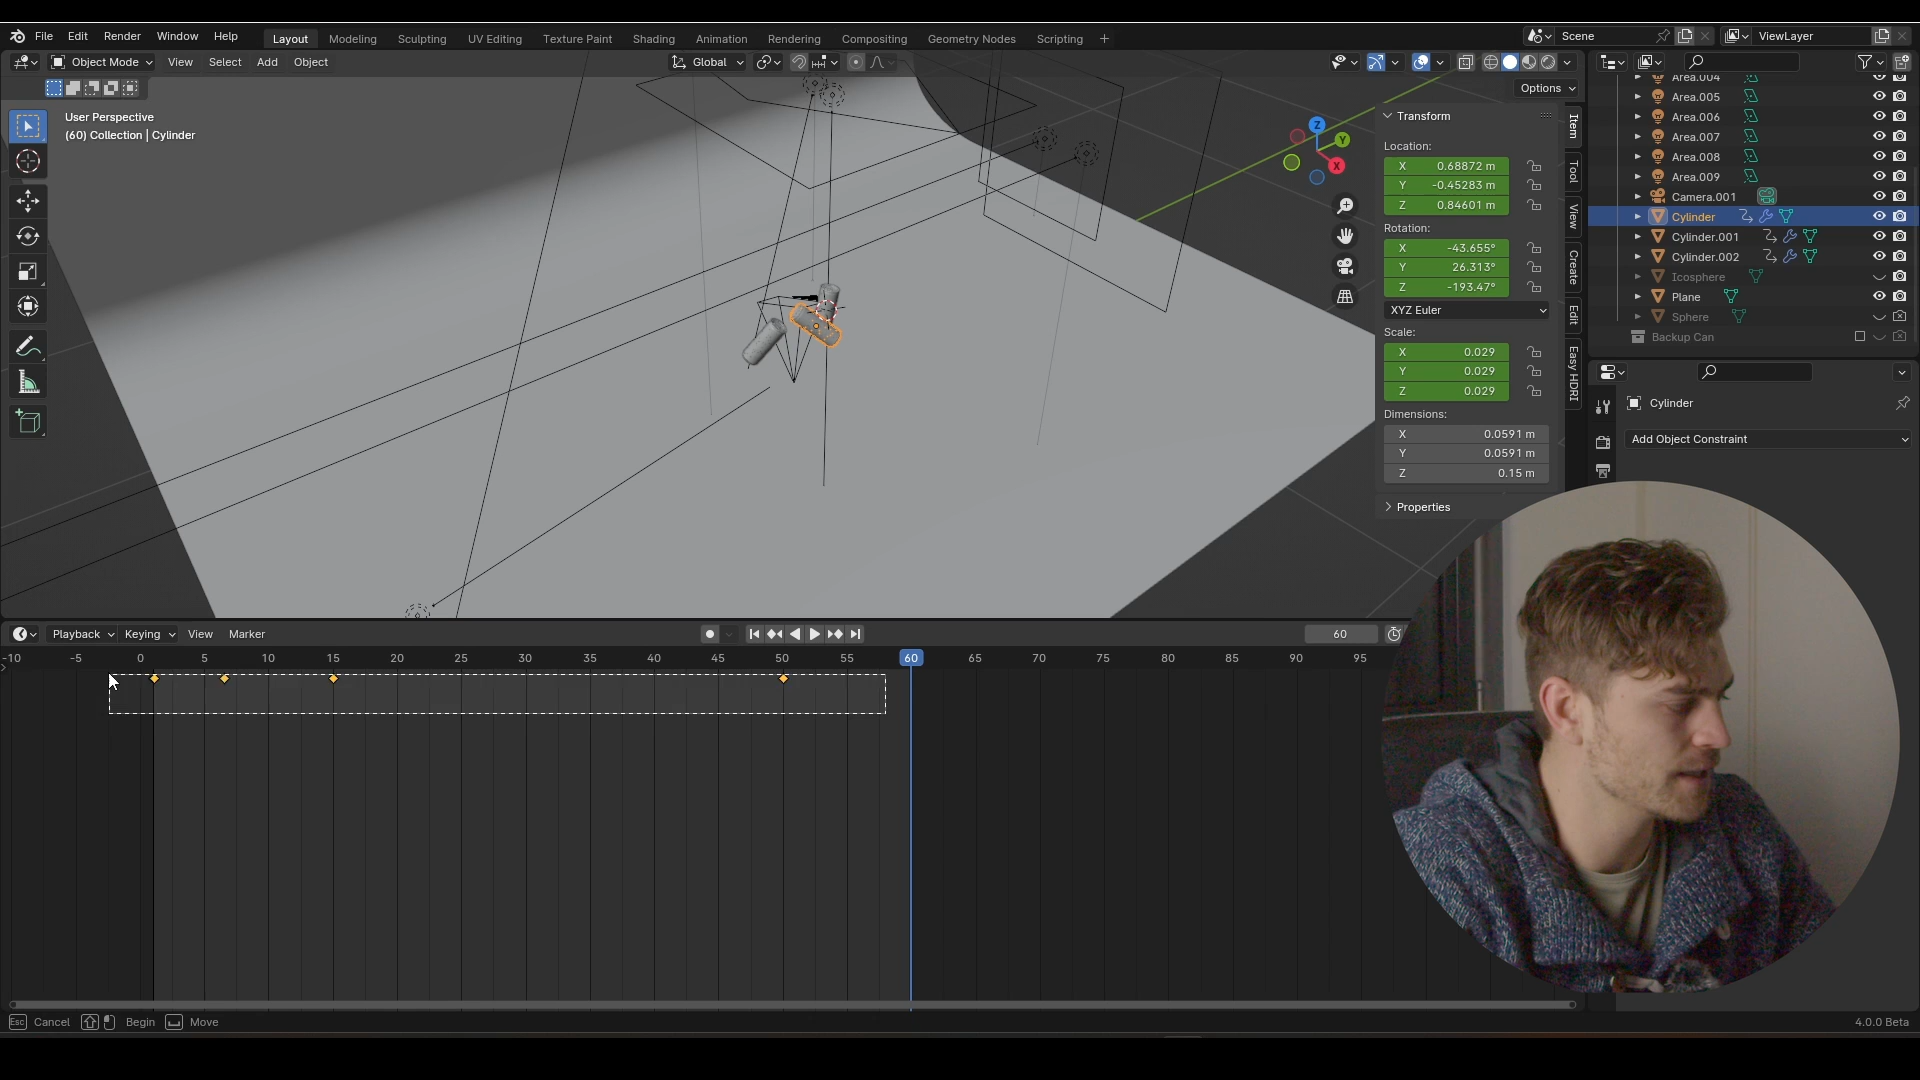 File Edit Render Window Help Layout Modeling Sculpting UV Editing Texture Paint Shading Animation Rendering Compositing Geometry Nodes Scripting + Scene ViewLayer
Object Mode View Select Add Object Global
Options
User Perspective
(60) Collection | Cylinder
Z
Y
X
Transform
Location:
X 0.68872 m
Y -0.45283 m
Z 0.84601 m
Rotation:
X -43.655°
Y 26.313°
Z -193.47°
XYZ Euler
Scale:
X 0.029
Y 0.029
Z 0.029
Dimensions:
X 0.0591 m
Y 0.0591 m
Z 0.15 m
Properties
Item
Tool
View
Create
Edit
Easy HDRI
Area.004
Area.005
Area.006
Area.007
Area.008
Area.009
Camera.001
Cylinder
Cylinder.001
Cylinder.002
Icosphere
Plane
Sphere
Backup Can
Cylinder
Add Object Constraint
Playback Keying View Marker 60
-10 -5 0 5 10 15 20 25 30 35 40 45 50 55 60 65 70 75 80 85 90 95
Esc Cancel Begin Move 4.0.0 Beta